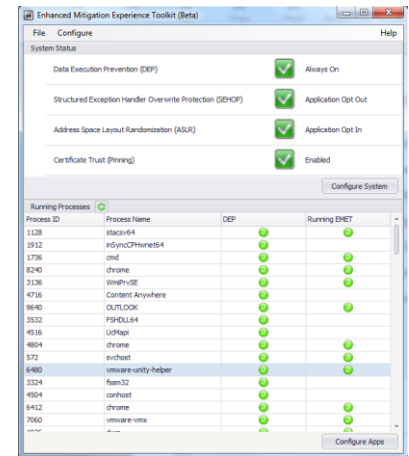 Enhanced Mitigation Experience Toolkit (Beta)
File Configure Help
System Status
Data Execution Prevention (DEP) Always On
Structured Exception Handler Overwrite Protection (SEHOP) Application Opt Out
Address Space Layout Randomization (ASLR) Application Opt In
Certificate Trust (Pinning) Enabled
Configure System
Running Processes
Process ID Process Name DEP Running EMET
1128 stacsv64
1912 inSyncCPHwnet64
1736 cmd
8240 chrome
3136 WmiPrvSE
4716 Content Anywhere
9640 OUTLOOK
3532 FSHDLL64
4516 UcMapi
4804 chrome
572 svchost
6480 vmware-unity-helper
3324 fssm32
4504 conhost
6412 chrome
7060 vmware-vmx
Configure Apps